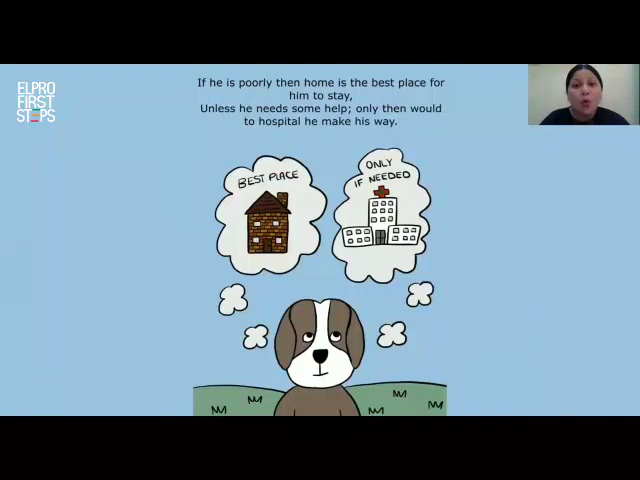 ELPRO
FIRST
STEPS
If he is poorly then home is the best place for
him to stay,
Unless he needs some help; only then would
to hospital he make his way.
BEST PLACE
ONLY
IF NEEDED